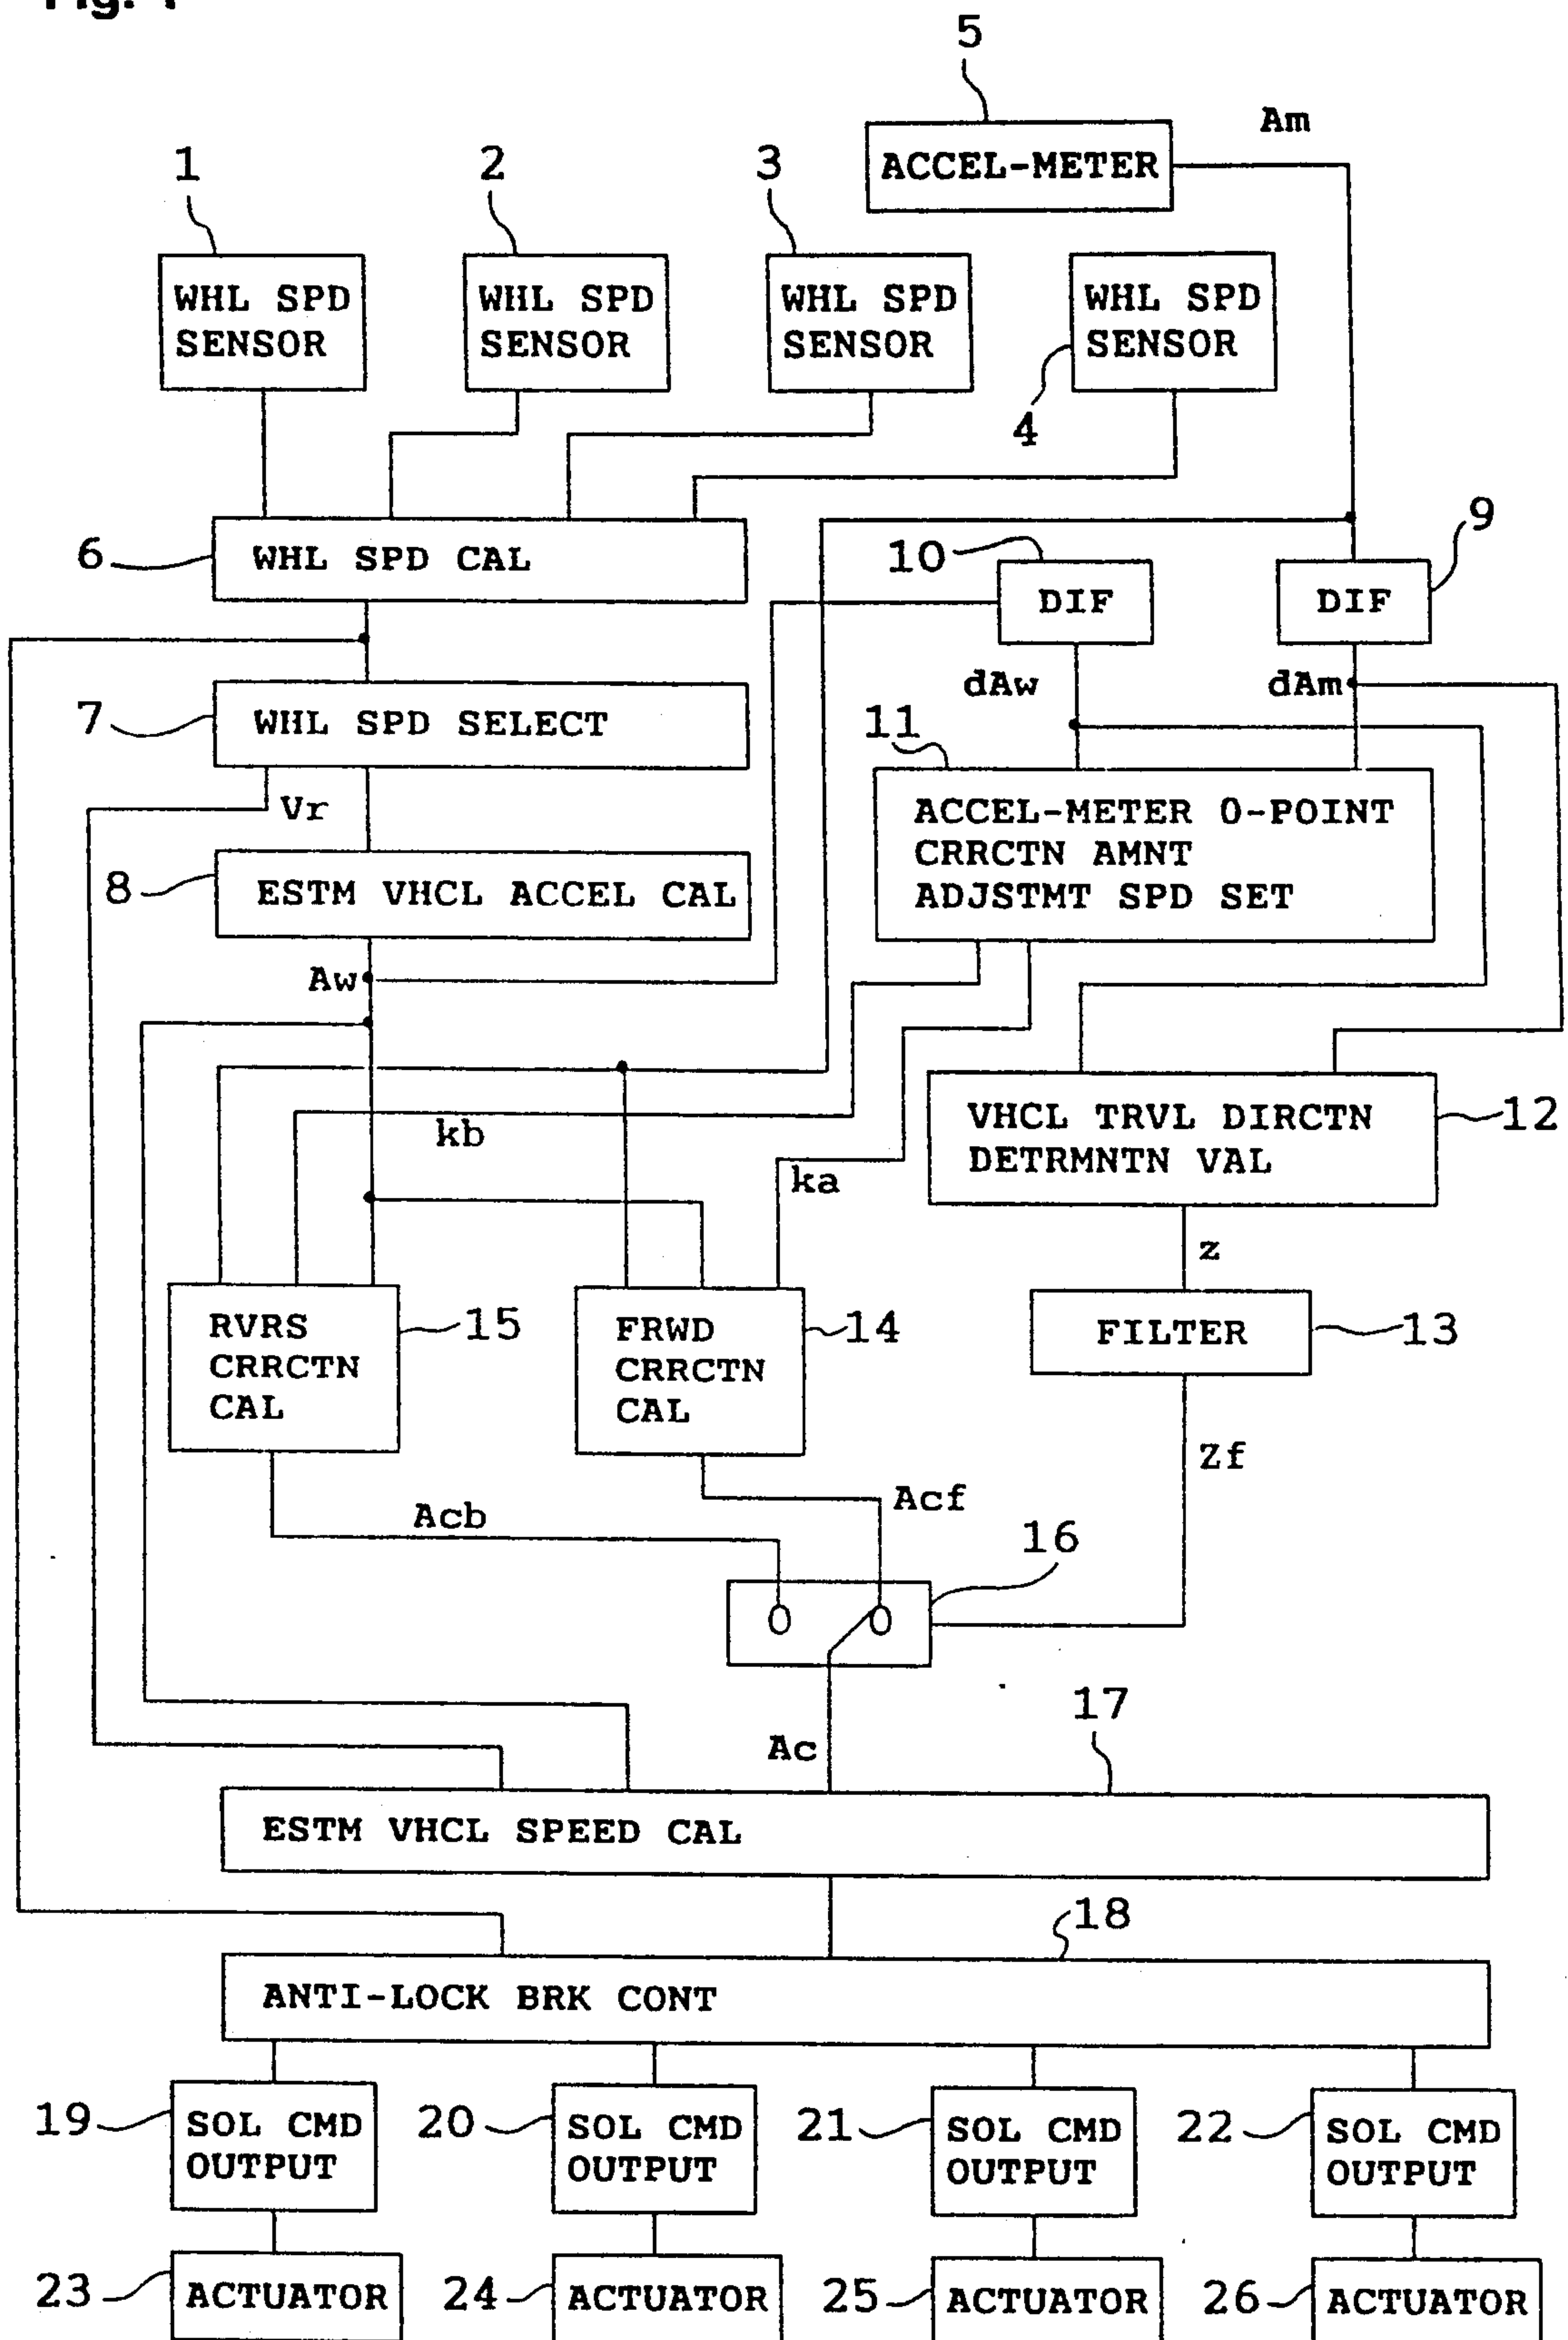 5
Am
ACCEL-METER
1
2
3
WHL SPD
SENSOR
WHL SPD
SENSOR
WHL SPD
SENSOR
WHL SPD
SENSOR
4
9
6
WHL SPD CAL
10
DIF
DIF
dAw
dAm
7
WHL SPD SELECT
11
Vr
ACCEL-METER 0-POINT
CRRCTN AMNT
ADJSTMT SPD SET
8
ESTM VHCL ACCEL CAL
Aw
kb
VHCL TRVL DIRCTN
DETRMNTN VAL
12
ka
z
RVRS
CRRCTN
CAL
15
FRWD
CRRCTN
CAL
14
FILTER
13
Zf
Acb
Acf
16
17
Ac
ESTM VHCL SPEED CAL
18
ANTI-LOCK BRK CONT
19
SOL CMD
OUTPUT
20
SOL CMD
OUTPUT
21
SOL CMD
OUTPUT
22
SOL CMD
OUTPUT
23
ACTUATOR
24
ACTUATOR
25
ACTUATOR
26
ACTUATOR